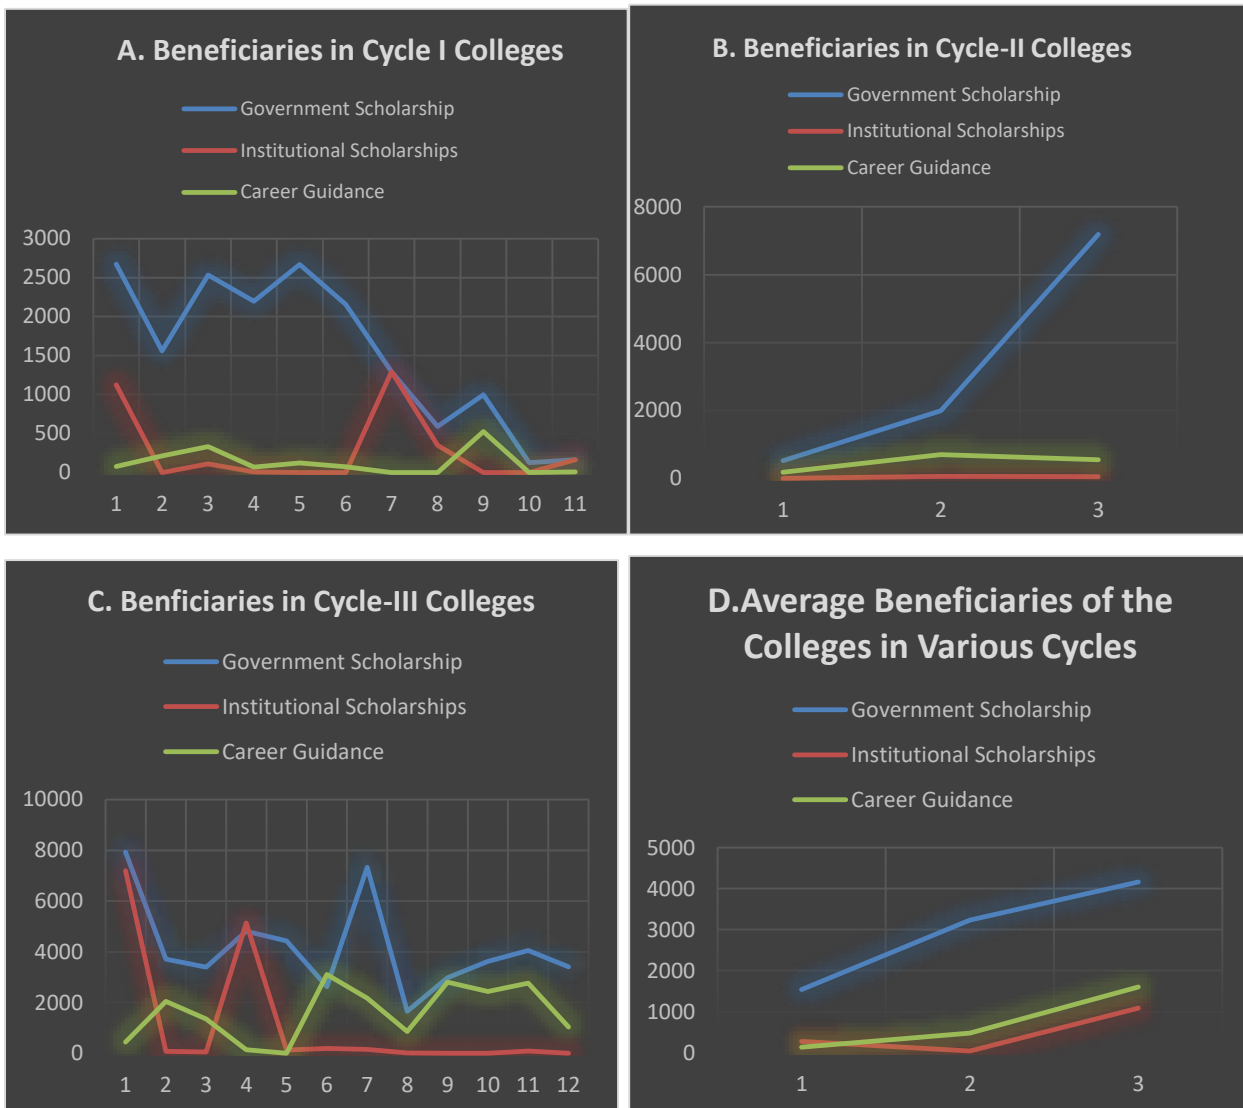 A. Beneficiaries in Cycle I Colleges
Government Scholarship
Institutional Scholarships
Career Guidance
3000
2500
2000
1500
1000
500
0
1 2 3 4 5 6 7 8 9 10 11
B. Beneficiaries in Cycle-II Colleges
Government Scholarship
Institutional Scholarships
Career Guidance
8000
6000
4000
2000
0
1 2 3
C. Benficiaries in Cycle-III Colleges
Government Scholarship
Institutional Scholarships
Career Guidance
10000
8000
6000
4000
2000
0
1 2 3 4 5 6 7 8 9 10 11 12
D.Average Beneficiaries of the
Colleges in Various Cycles
Government Scholarship
Institutional Scholarships
Career Guidance
5000
4000
3000
2000
1000
0
1 2 3